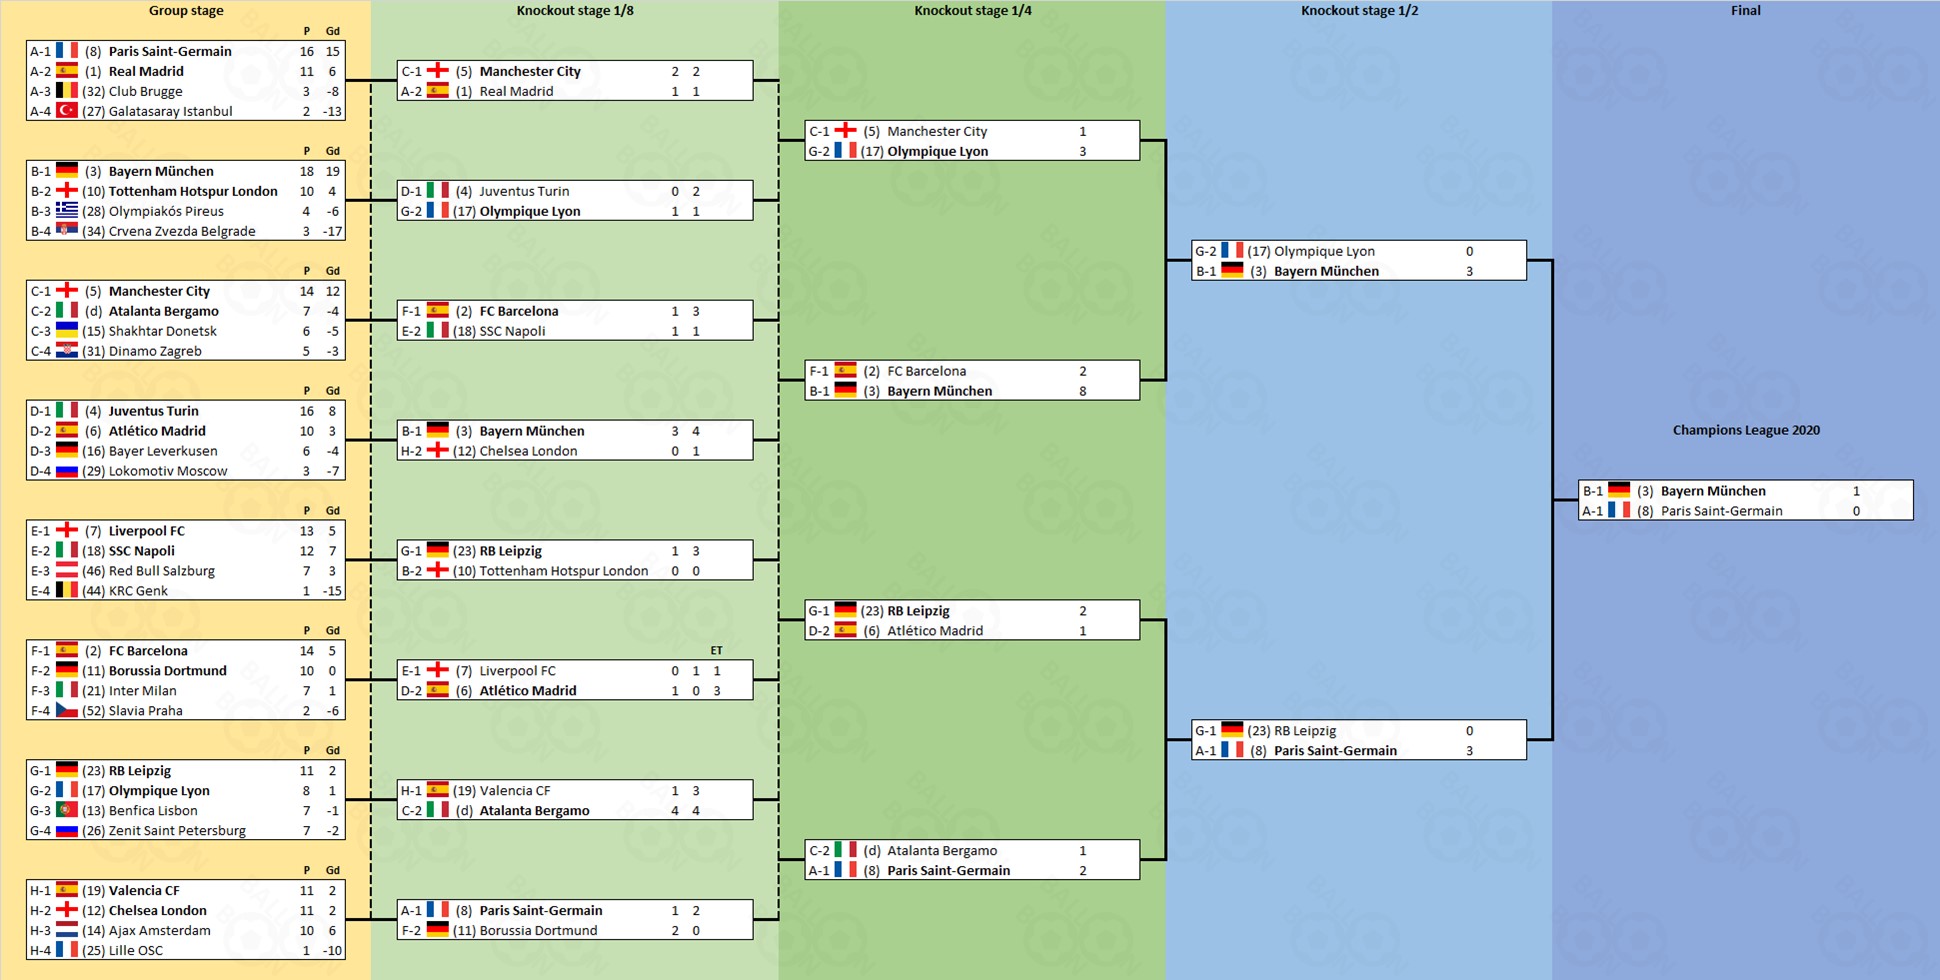 Group stage
Knockout stage 1/8
Knockout stage 1/4
Knockout stage 1/2
Final
P Gd
A-1 (8) Paris Saint-Germain 16 15
A-2 (1) Real Madrid 11 6
A-3 (32) Club Brugge 3 -8
A-4 (27) Galatasaray Istanbul 2 -13
P Gd
B-1 (3) Bayern München 18 19
B-2 (10) Tottenham Hotspur London 10 4
B-3 (28) Olympiakós Pireus 4 -6
B-4 (34) Crvena Zvezda Belgrade 3 -17
P Gd
C-1 (5) Manchester City 14 12
C-2 (d) Atalanta Bergamo 7 -4
C-3 (15) Shakhtar Donetsk 6 -5
C-4 (31) Dinamo Zagreb 5 -3
P Gd
D-1 (4) Juventus Turin 16 8
D-2 (6) Atlético Madrid 10 3
D-3 (16) Bayer Leverkusen 6 -4
D-4 (29) Lokomotiv Moscow 3 -7
P Gd
E-1 (7) Liverpool FC 13 5
E-2 (18) SSC Napoli 12 7
E-3 (46) Red Bull Salzburg 7 3
E-4 (44) KRC Genk 1 -15
P Gd
F-1 (2) FC Barcelona 14 5
F-2 (11) Borussia Dortmund 10 0
F-3 (21) Inter Milan 7 1
F-4 (52) Slavia Praha 2 -6
P Gd
G-1 (23) RB Leipzig 11 2
G-2 (17) Olympique Lyon 8 1
G-3 (13) Benfica Lisbon 7 -1
G-4 (26) Zenit Saint Petersburg 7 -2
P Gd
H-1 (19) Valencia CF 11 2
H-2 (12) Chelsea London 11 2
H-3 (14) Ajax Amsterdam 10 6
H-4 (25) Lille OSC 1 -10
C-1 (5) Manchester City 2 2
A-2 (1) Real Madrid 1 1
D-1 (4) Juventus Turin 0 2
G-2 (17) Olympique Lyon 1 1
F-1 (2) FC Barcelona 1 3
E-2 (18) SSC Napoli 1 1
B-1 (3) Bayern München 3 4
H-2 (12) Chelsea London 0 1
G-1 (23) RB Leipzig 1 3
B-2 (10) Tottenham Hotspur London 0 0
ET
E-1 (7) Liverpool FC 0 1 1
D-2 (6) Atlético Madrid 1 0 3
H-1 (19) Valencia CF 1 3
C-2 (d) Atalanta Bergamo 4 4
A-1 (8) Paris Saint-Germain 1 2
F-2 (11) Borussia Dortmund 2 0
C-1 (5) Manchester City 1
G-2 (17) Olympique Lyon 3
F-1 (2) FC Barcelona 2
B-1 (3) Bayern München 8
G-1 (23) RB Leipzig 2
D-2 (6) Atlético Madrid 1
C-2 (d) Atalanta Bergamo 1
A-1 (8) Paris Saint-Germain 2
G-2 (17) Olympique Lyon 0
B-1 (3) Bayern München 3
G-1 (23) RB Leipzig 0
A-1 (8) Paris Saint-Germain 3
Champions League 2020
B-1 (3) Bayern München 1
A-1 (8) Paris Saint-Germain 0